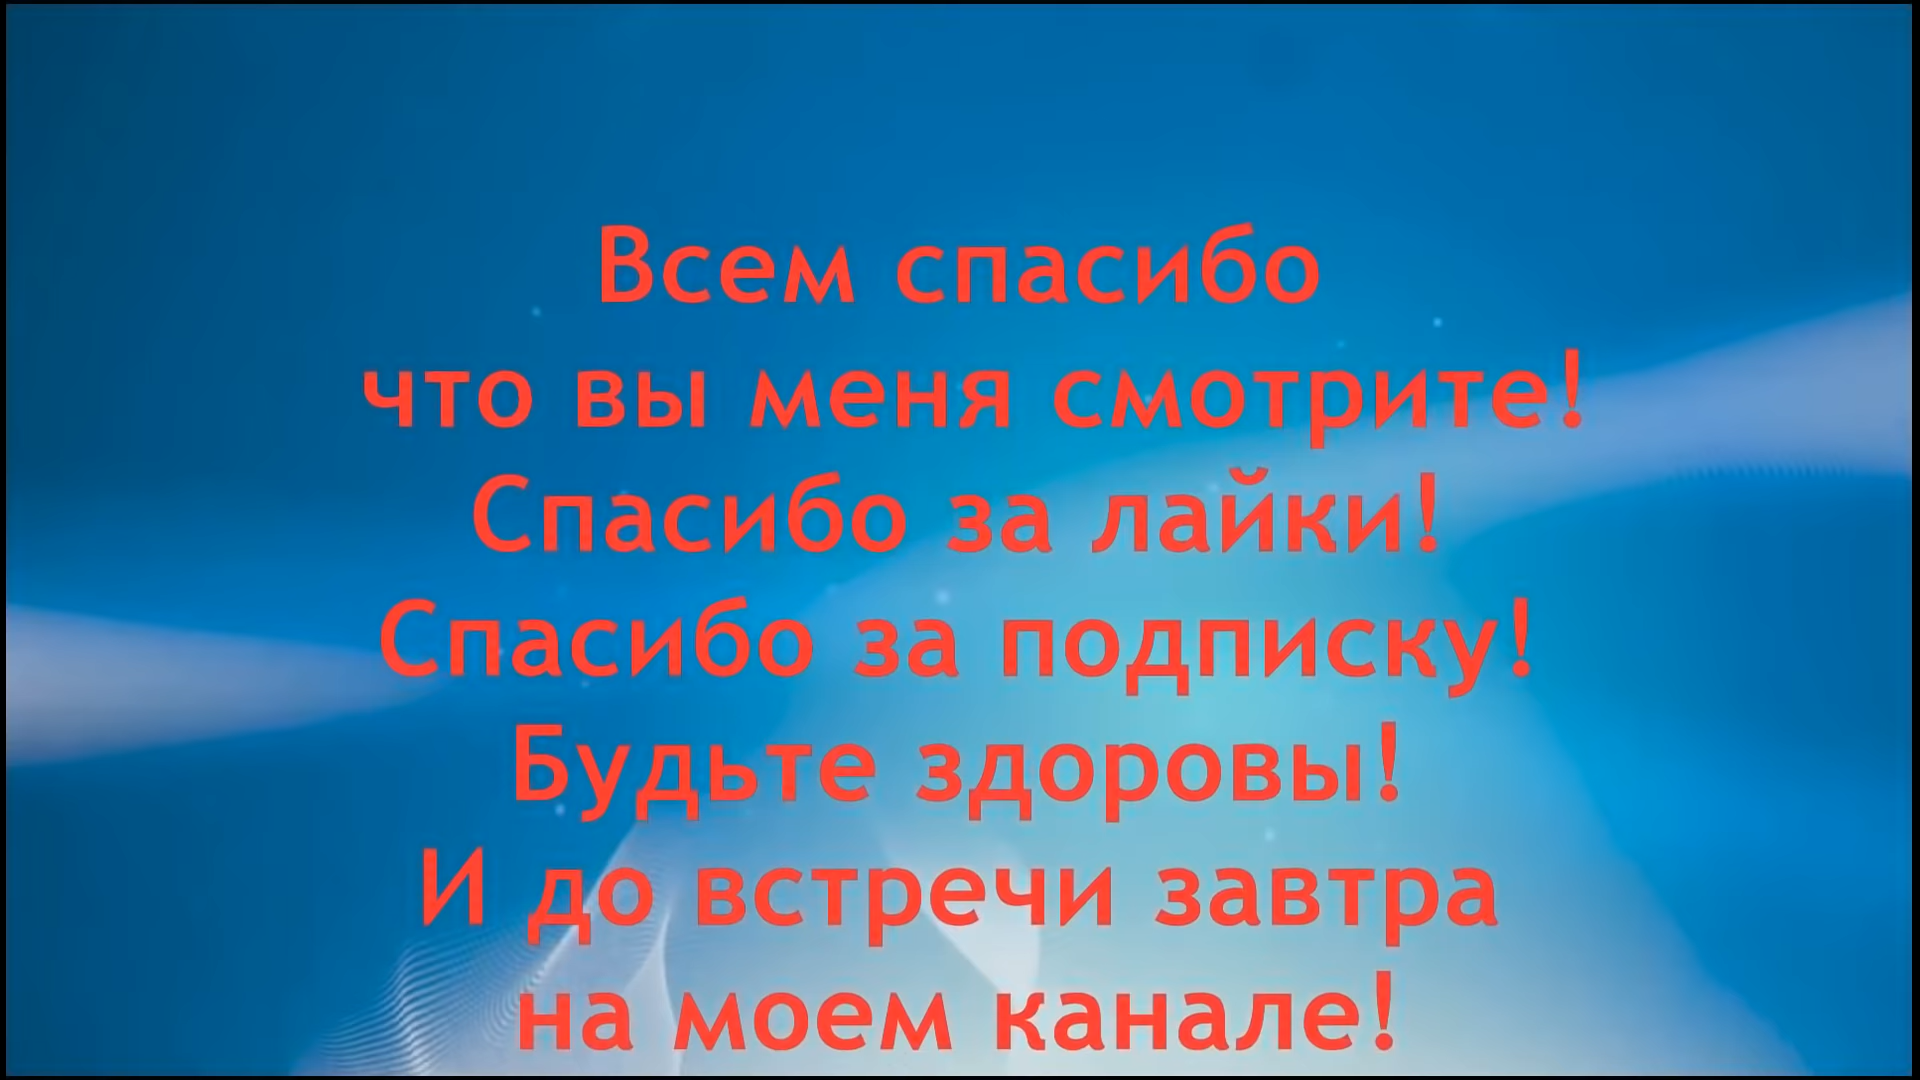 Всем спасибо
что вы меня смотрите!
Спасибо за лайки!
Спасибо за подписку!
Будьте здоровы!
И до встречи завтра
на моем канале!